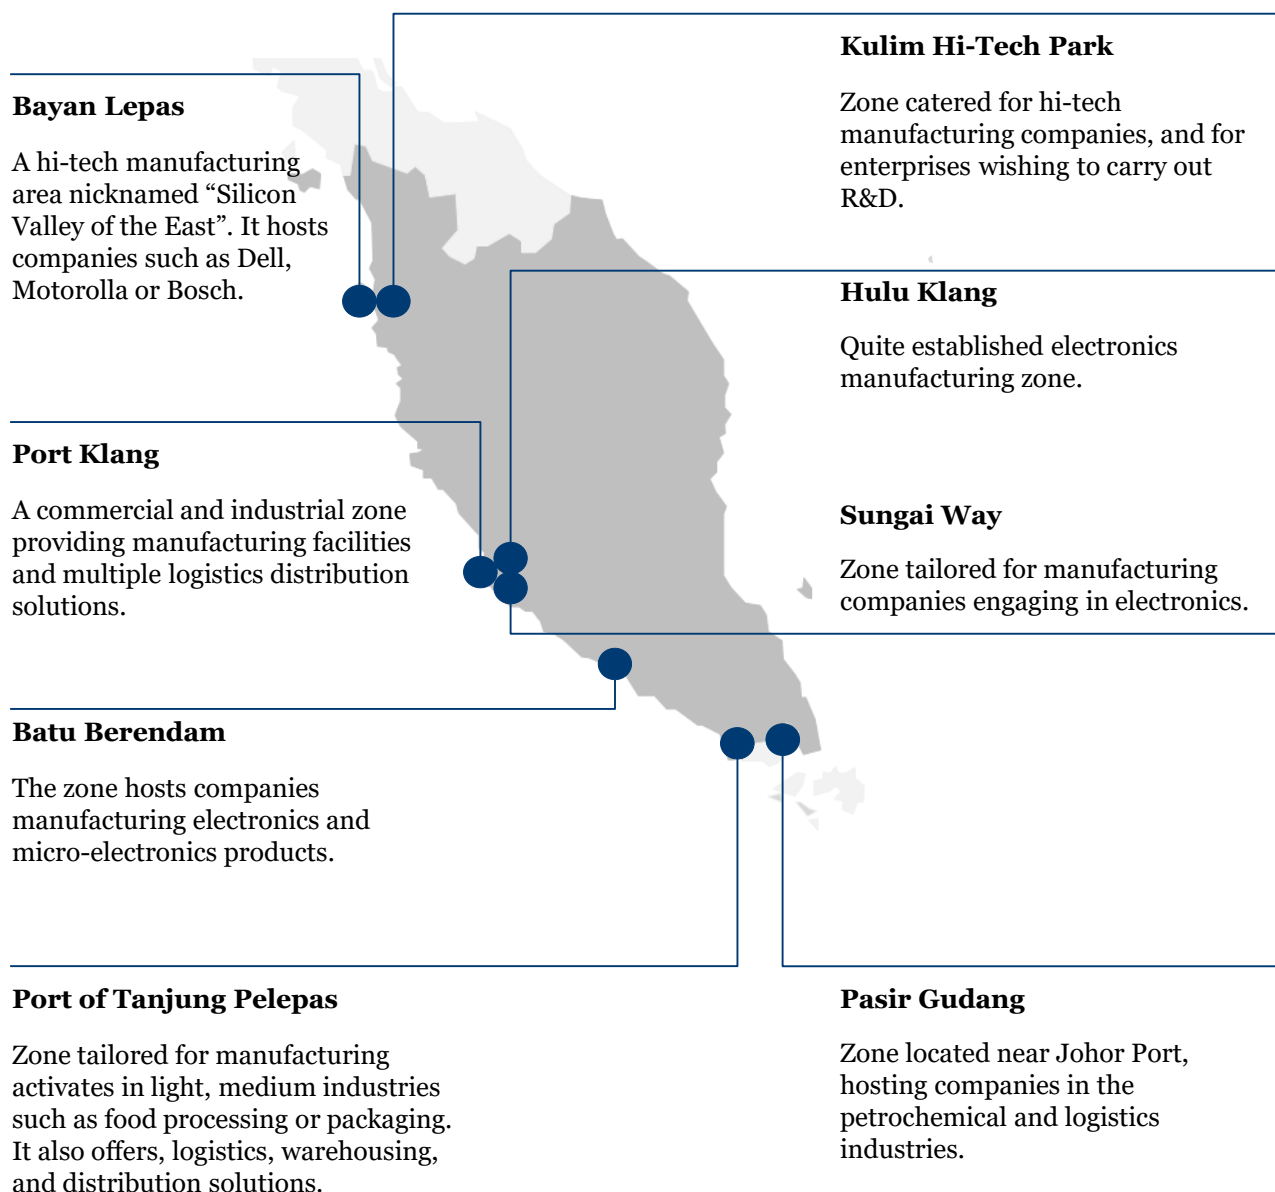 Bayan Lepas
A hi-tech manufacturing
area nicknamed “Silicon
Valley of the East”. It hosts
companies such as Dell,
Motorolla or Bosch.
Kulim Hi-Tech Park
Zone catered for hi-tech
manufacturing companies, and for
enterprises wishing to carry out
R&D.
Hulu Klang
Quite established electronics
manufacturing zone.
Port Klang
A commercial and industrial zone
providing manufacturing facilities
and multiple logistics distribution
solutions.
Sungai Way
Zone tailored for manufacturing
companies engaging in electronics.
Batu Berendam
The zone hosts companies
manufacturing electronics and
micro-electronics products.
Port of Tanjung Pelepas
Zone tailored for manufacturing
activates in light, medium industries
such as food processing or packaging.
It also offers, logistics, warehousing,
and distribution solutions.
Pasir Gudang
Zone located near Johor Port,
hosting companies in the
petrochemical and logistics
industries.